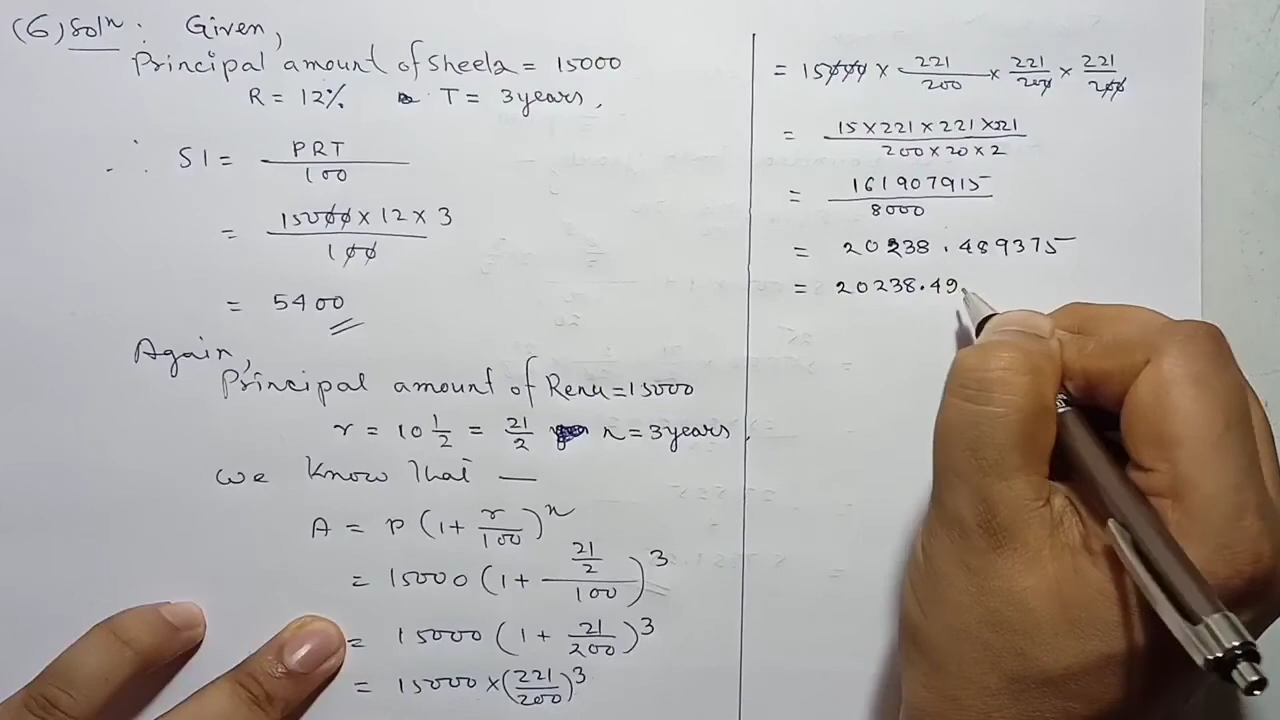 (6) Solⁿ: Given,
Principal amount of Sheela = 15000
R = 12% T = 3 years,
∴ SI = PRT/100
= 15000 × 12 × 3/100
= 5400
Again,
Principal amount of Renu = 15000
r = 10 1/2 = 21/2 n = 3 years
We know that —
A = P(1 + r/100)ⁿ
= 15000 (1 + 21/2/100)³
= 15000 (1 + 21/200)³
= 15000 × (221/200)³
= 15000 × 221/200 × 221/200 × 221/200
= 15 × 221 × 221 × 221/200 × 20 × 2
= 161907915/8000
= 20238.489375
= 20238.49